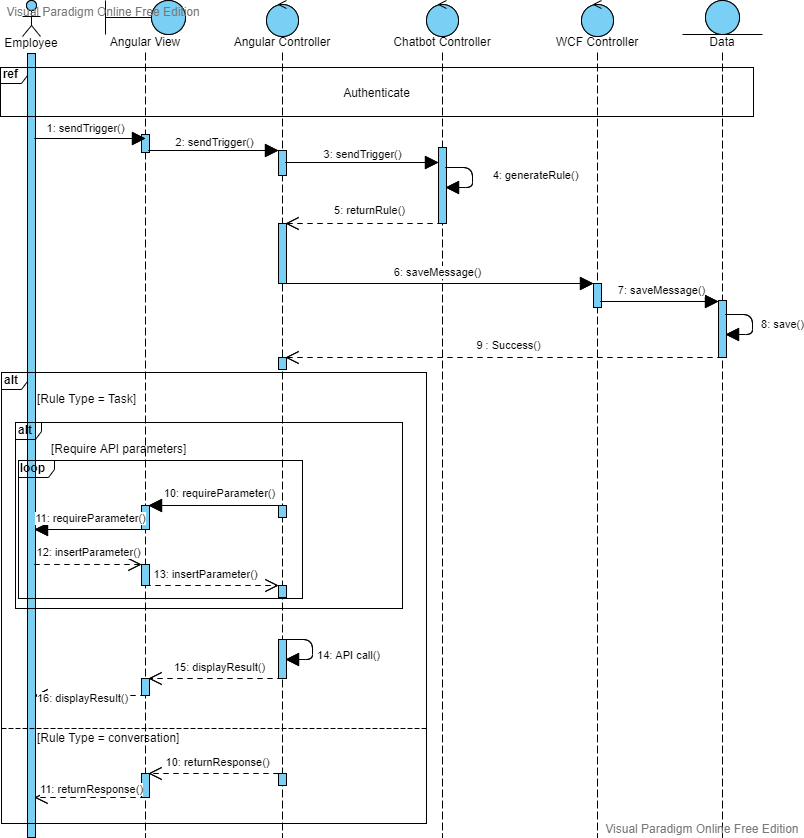 Visual Paradigm Online Free Edition
Employee
Angular View
Angular Controller
Chatbot Controller
WCF Controller
Data
ref
Authenticate
1: sendTrigger()
2: sendTrigger()
3: sendTrigger()
4: generateRule()
5: returnRule()
6: saveMessage()
7: saveMessage()
8: save()
9 : Success()
alt
[Rule Type = Task]
alt
[Require API parameters]
loop
10: requireParameter()
11: requireParameter()
12: insertParameter()
13: insertParameter()
14: API call()
15: displayResult()
16: displayResult()
[Rule Type = conversation]
10: returnResponse()
11: returnResponse()
Visual Paradigm Online Free Edition